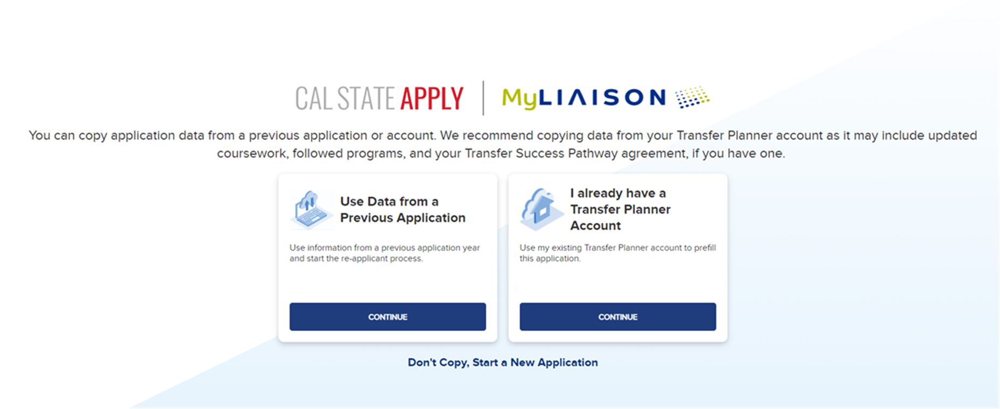 CAL STATE APPLY
MyLIAISON
You can copy application data from a previous application or account. We recommend copying data from your Transfer Planner account as it may include updated
coursework, followed programs, and your Transfer Success Pathway agreement, if you have one.
Use Data from a
Previous Application
Use information from a previous application year
and start the re-applicant process.
CONTINUE
I already have a
Transfer Planner
Account
Use my existing Transfer Planner account to prefill
this application.
CONTINUE
Don't Copy, Start a New Application